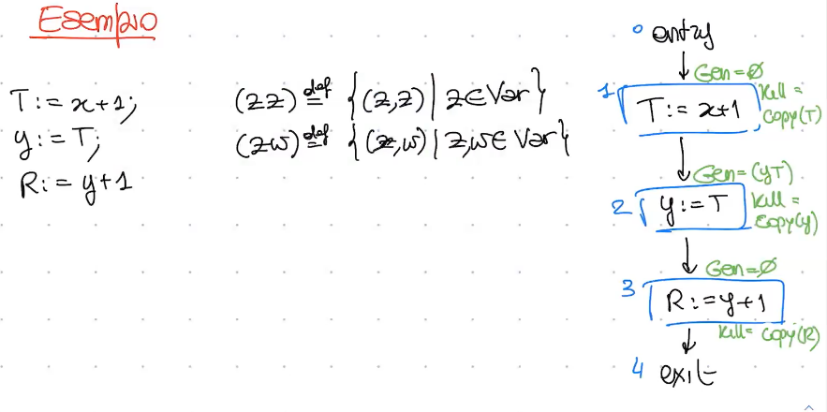 Esempio
T := x+1;
y := T;
R := y+1
(zz) ≝ {(z,z) | z∈Var}
(zw) ≝ {(z,w) | z,w∈Var}
0 entry
Gen=∅
1 T := x+1
Kill = Copy(T)
Gen=(yT)
2 y := T
Kill = Copy(y)
Gen=∅
3 R := y+1
Kill= Copy(R)
4 exit